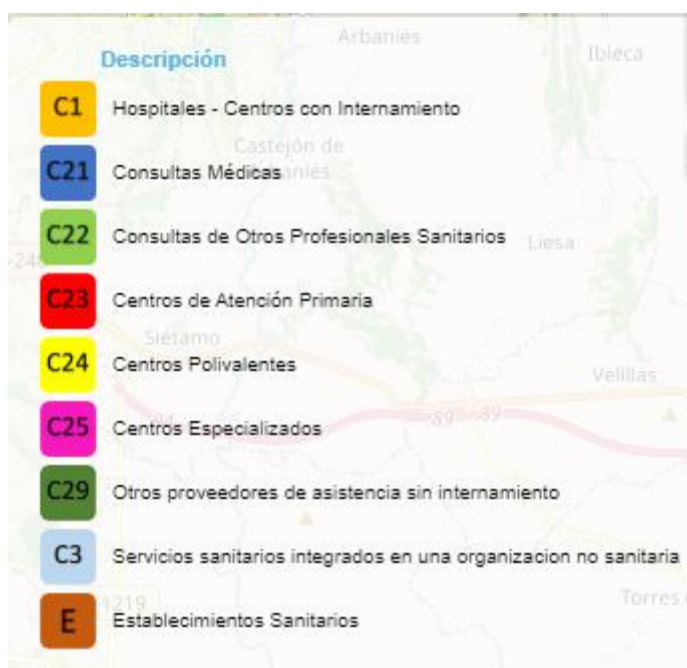 Arbaniés
Ibieca
Descripción
C1 Hospitales - Centros con Internamiento
Castejón de
C21 Consultas Médicas
C22 Consultas de Otros Profesionales Sanitarios
Liesa
C23 Centros de Atención Primaria
Siétamo
C24 Centros Polivalentes
Velillas
C25 Centros Especializados
C29 Otros proveedores de asistencia sin internamiento
C3 Servicios sanitarios integrados en una organizacion no sanitaria
Torres
1219
E Establecimientos Sanitarios